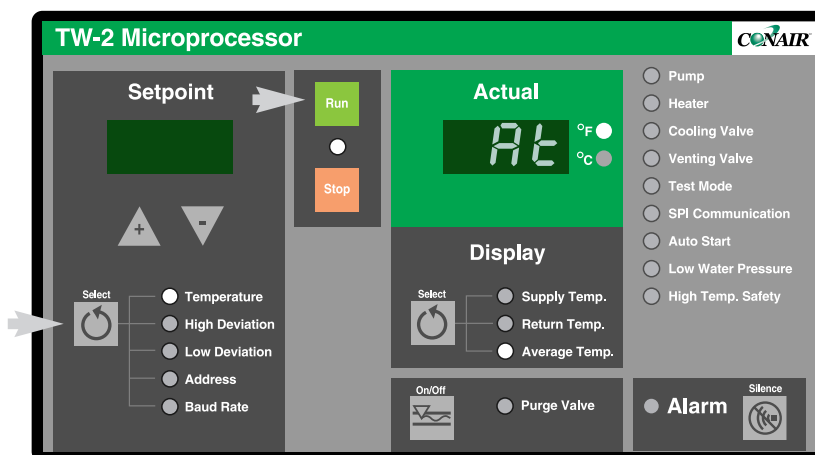 TW-2 Microprocessor
CONAIR
Setpoint
+
-
Select
Temperature
High Deviation
Low Deviation
Address
Baud Rate
Run
Stop
Actual
At
°F
°C
Display
Select
Supply Temp.
Return Temp.
Average Temp.
On/Off
Purge Valve
Pump
Heater
Cooling Valve
Venting Valve
Test Mode
SPI Communication
Auto Start
Low Water Pressure
High Temp. Safety
Alarm
Silence